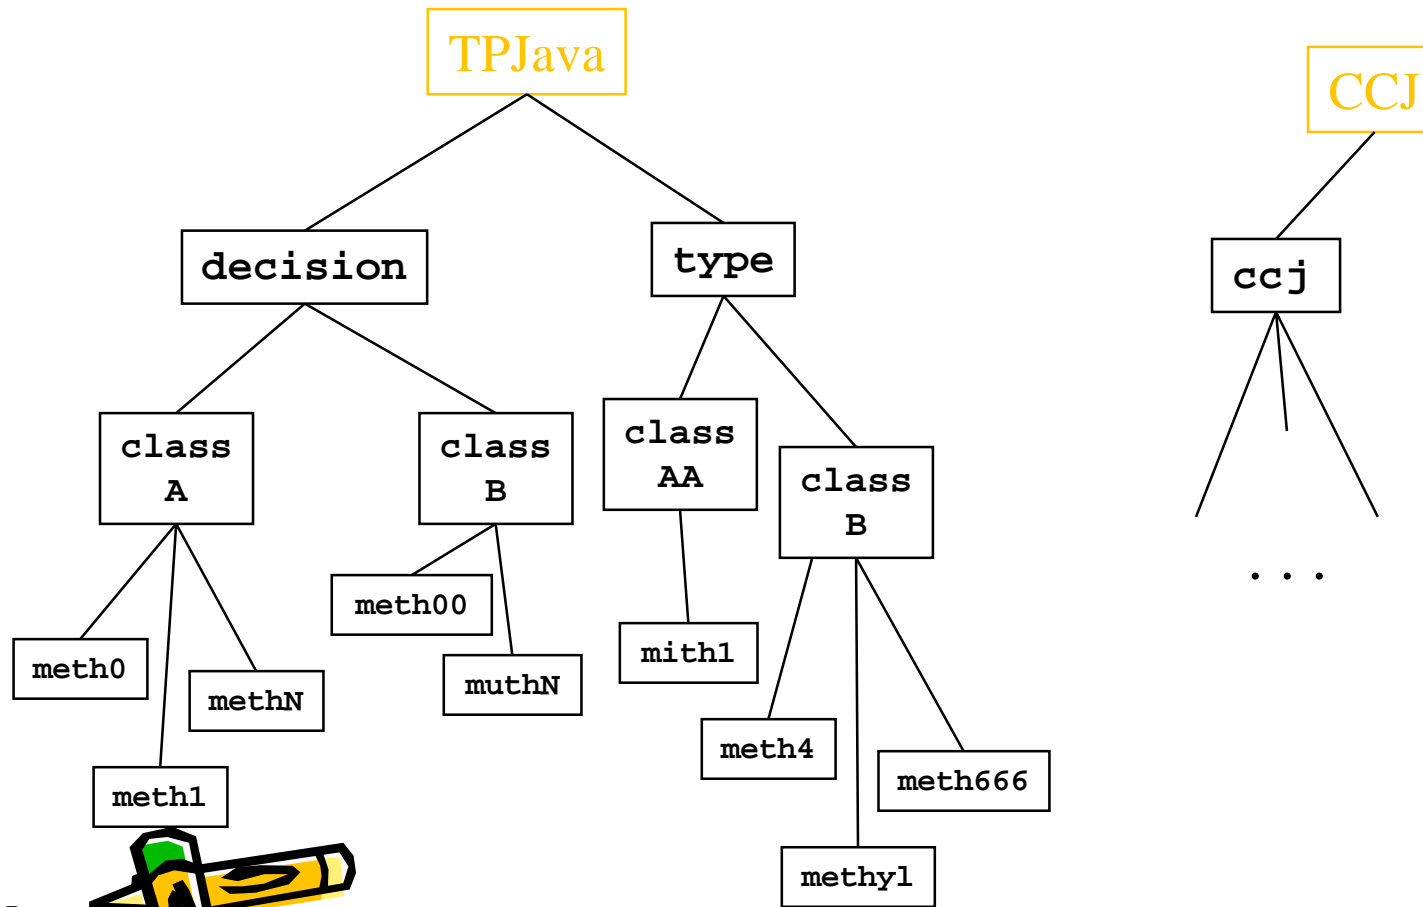 TPJava
CCJ
decision
type
ccj
class
A
class
B
class
AA
class
B
meth00
meth0
methN
muthN
mith1
meth4
meth666
meth1
methyl
. . .